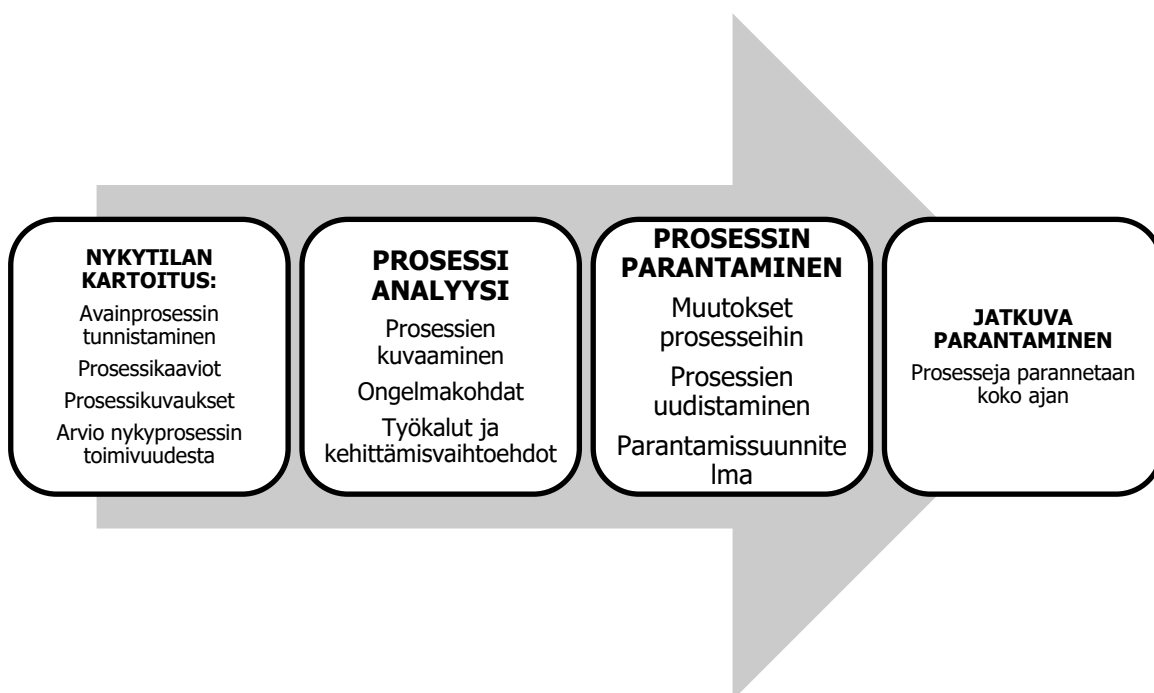 NYKYTILAN
KARTOITUS:
Avainprosessin
tunnistaminen
Prosessikaaviot
Prosessikuvaukset
Arvio nykyprosessin
toimivuudesta
PROSESSI
ANALYYSI
Prosessien
kuvaaminen
Ongelmakohdat
Työkalut ja
kehittämisvaihtoehdot
PROSESSIN
PARANTAMINEN
Muutokset
prosesseihin
Prosessien
uudistaminen
Parantamissuunnite
lma
JATKUVA
PARANTAMINEN
Prosesseja parannetaan
koko ajan